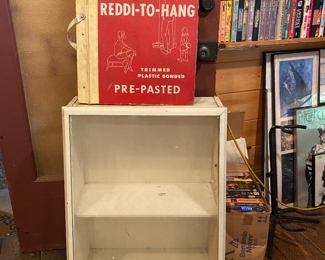 REDDI-TO-HANG
TRIMMED
PLASTIC BONDED
PRE-PASTED